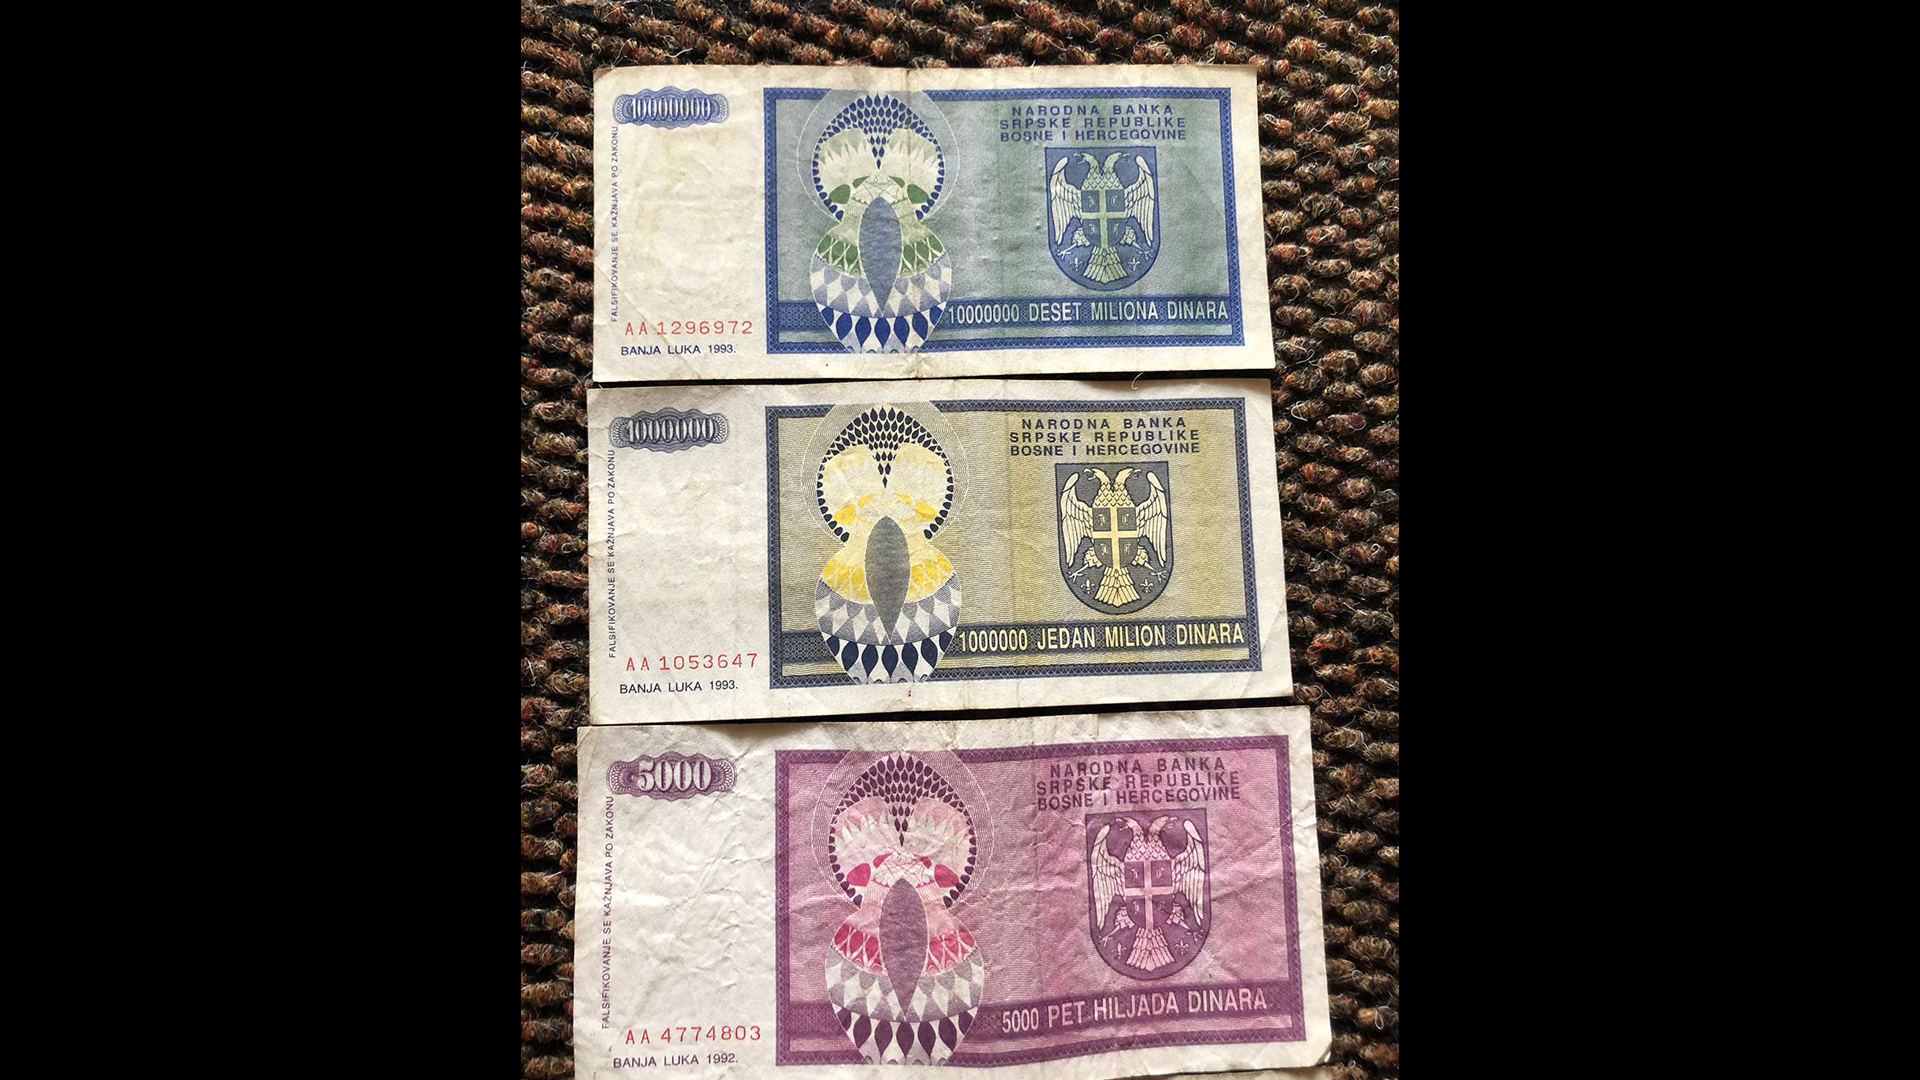 10000000
FALSIFIKOVANJE SE KAŽNJAVA PO ZAKONU
NARODNA BANKA
SRPSKE REPUBLIKE
BOSNE I HERCEGOVINE
10000000 DESET MILIONA DINARA
AA 1296972
BANJA LUKA 1993.
1000000
FALSIFIKOVANJE SE KAŽNJAVA PO ZAKONU
NARODNA BANKA
SRPSKE REPUBLIKE
BOSNE I HERCEGOVINE
1000000 JEDAN MILION DINARA
AA 1053647
BANJA LUKA 1993.
5000
FALSIFIKOVANJE SE KAŽNJAVA PO ZAKONU
NARODNA BANKA
SRPSKE REPUBLIKE
BOSNE I HERCEGOVINE
5000 PET HILJADA DINARA
AA 4774803
BANJA LUKA 1992.